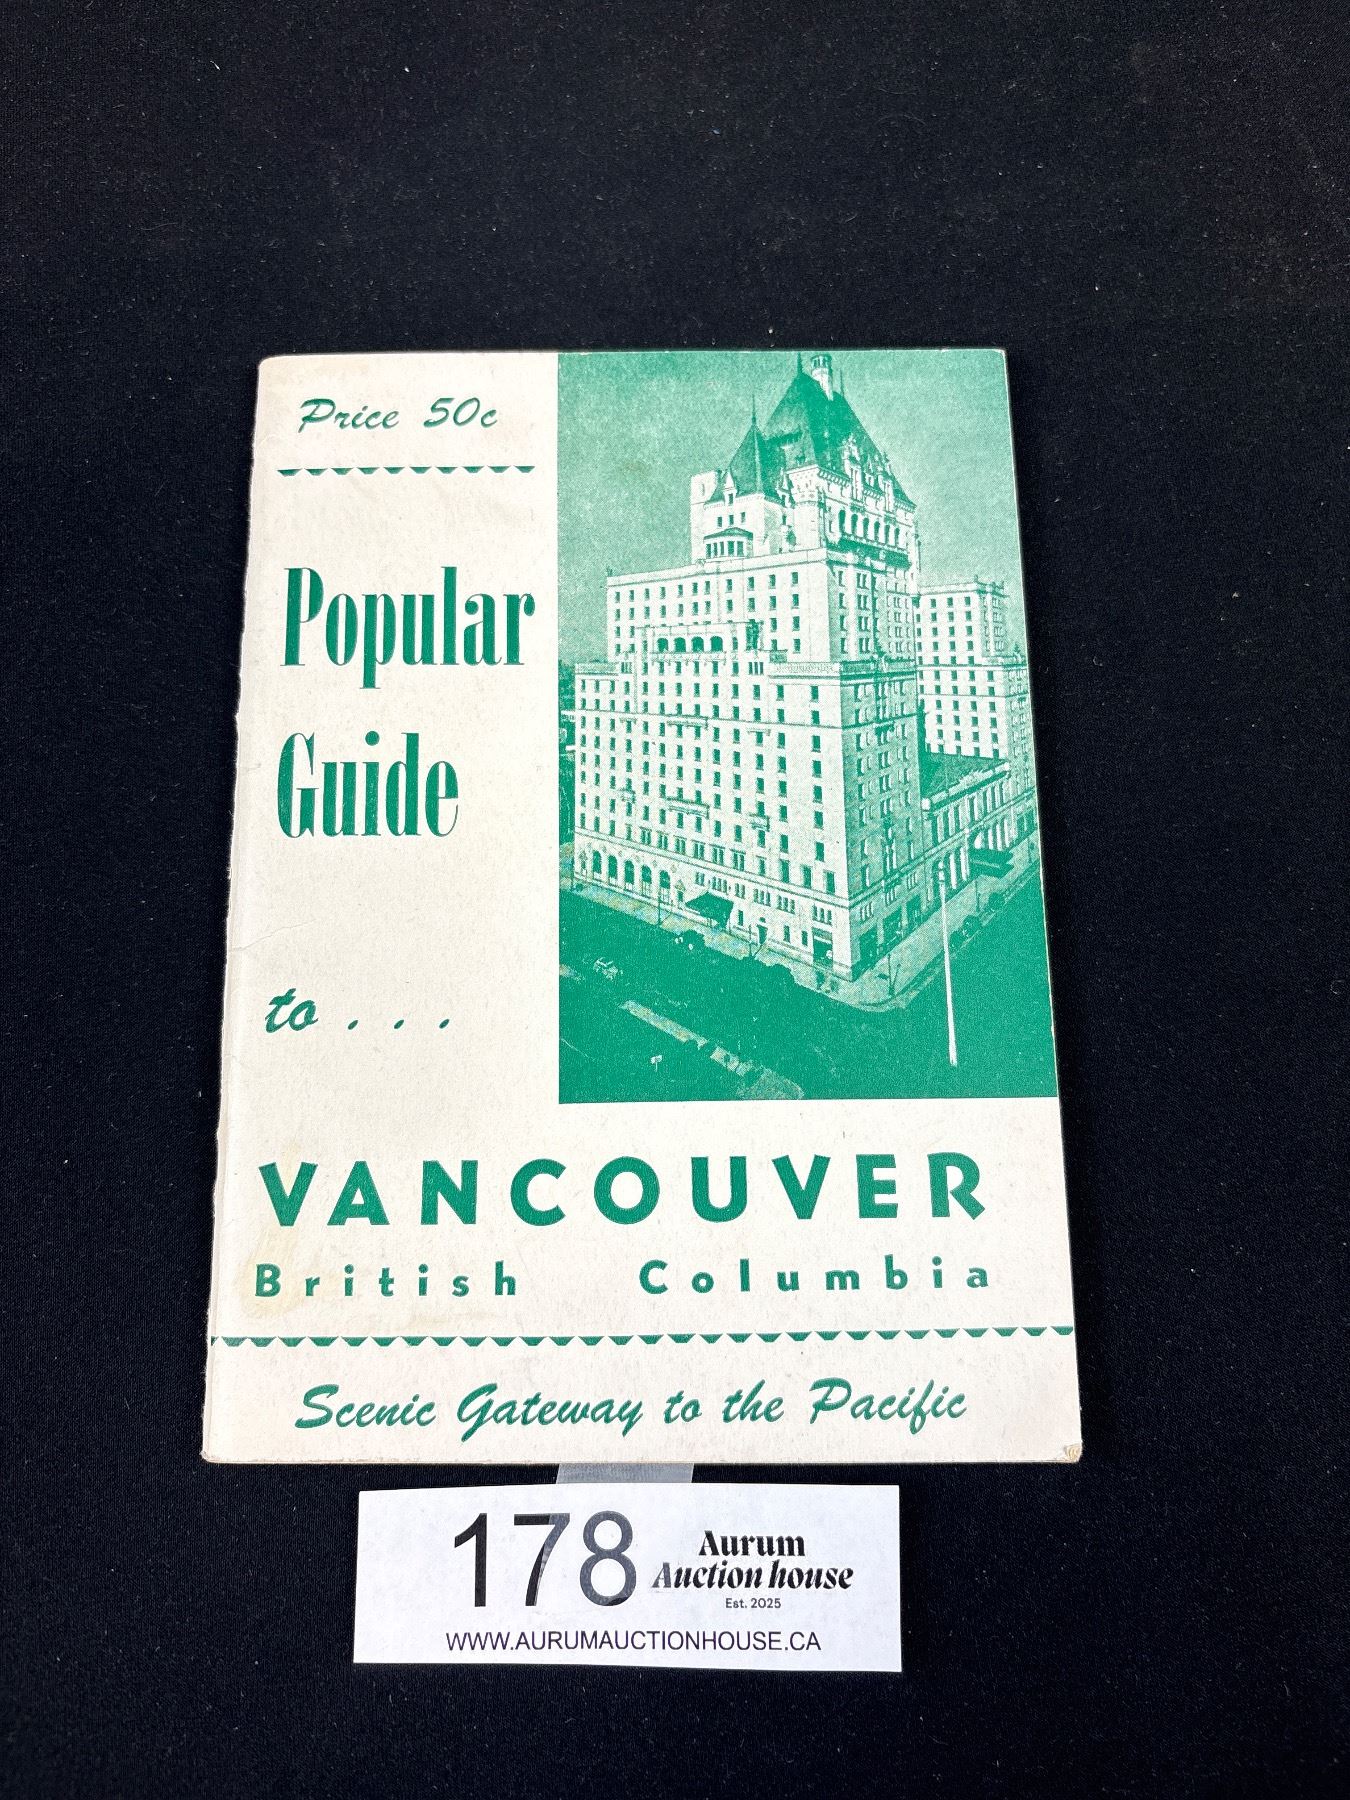 Price 50c
Popular
Guide
to . . .
VANCOUVER
British Columbia
Scenic Gateway to the Pacific
178
Aurum
Auction house
Est. 2025
WWW.AURUMAUCTIONHOUSE.CA